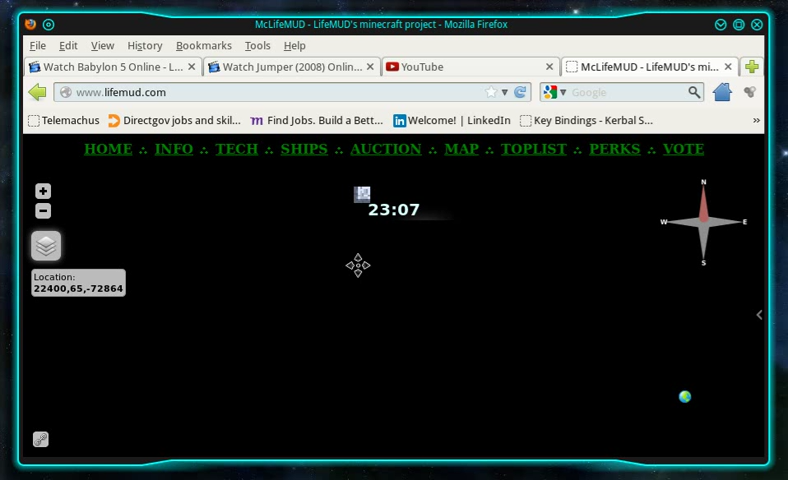 McLifeMUD - LifeMUD's minecraft project - Mozilla Firefox
File Edit View History Bookmarks Tools Help
Watch Babylon 5 Online - L... Watch Jumper (2008) Onlin... YouTube McLifeMUD - LifeMUD's mi...
www.lifemud.com Google
Telemachus Directgov jobs and skil... m Find Jobs. Build a Bett... in Welcome! | LinkedIn Key Bindings - Kerbal S... »
HOME ∴ INFO ∴ TECH ∴ SHIPS ∴ AUCTION ∴ MAP ∴ TOPLIST ∴ PERKS ∴ VOTE
N
23:07
W E
S
Location:
22400,65,-72864